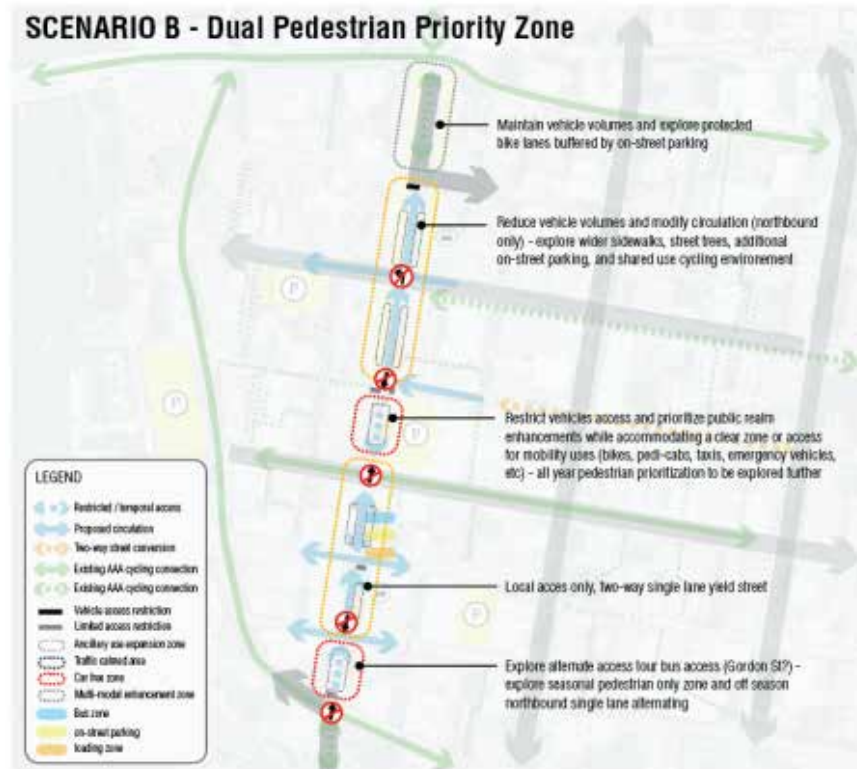 SCENARIO B - Dual Pedestrian Priority Zone
Maintain vehicle volumes and explore protected
bike lanes buffered by on-street parking
Reduce vehicle volumes and modify circulation (northbound
only) - explore wider sidewalks, street trees, additional
on-street parking, and shared use cycling environement
P
P
P
P
Restrict vehicles access and prioritize public realm
enhancements while accommodating a clear zone or access
for mobility uses (bikes, pedi-cabs, taxis, emergency vehicles,
etc) - all year pedestrian prioritization to be explored further
Local acces only, two-way single lane yield street
Explore alternate access tour bus access (Gordon St?) -
explore seasonal pedestrian only zone and off season
northbound single lane alternating
LEGEND
Restricted / temporal access
Proposed circulation
Two-way street conversion
Existing AAA cycling connection
Existing AAA cycling connection
Vehicle access restriction
Limited access restriction
Ancillary use expansion zone
Traffic calmed area
Car free zone
Multi-modal enhancement zone
Bus zone
on-street parking
loading zone